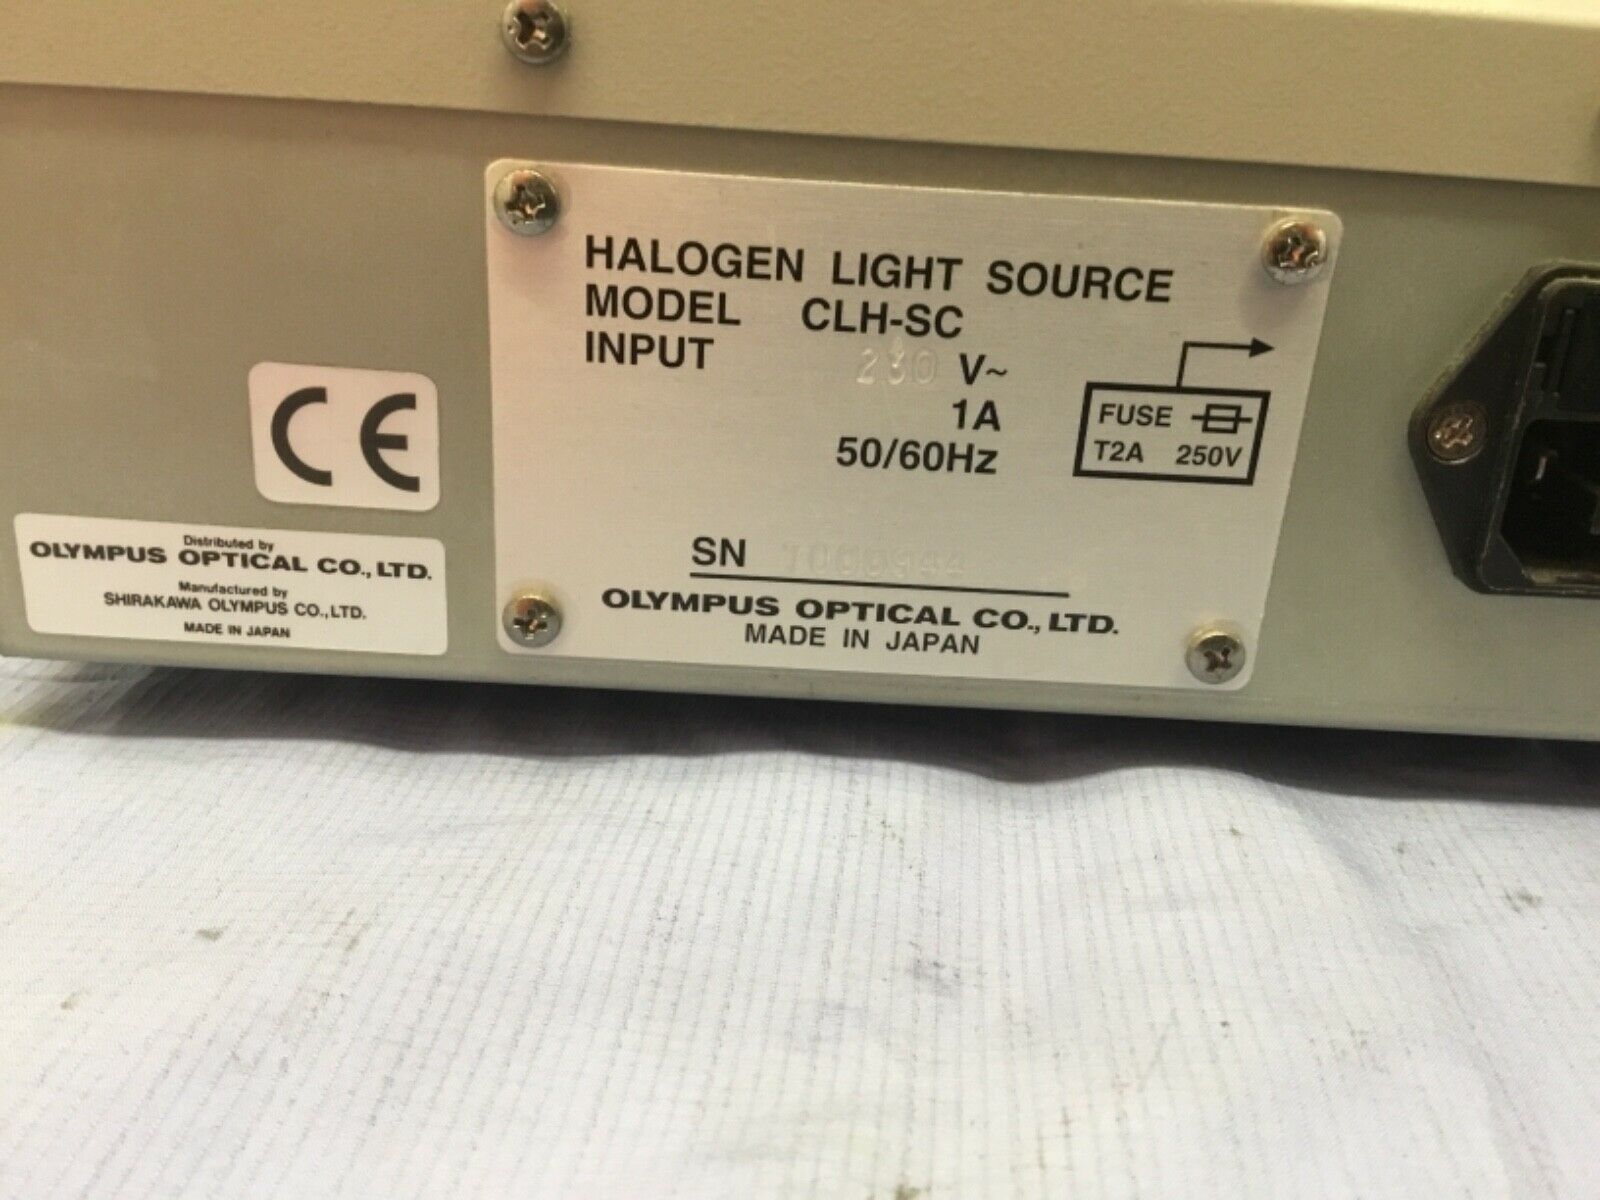 HALOGEN LIGHT SOURCE
MODEL CLH-SC
INPUT 230 V~
1A
50/60Hz
FUSE
T2A 250V
SN
OLYMPUS OPTICAL CO., LTD.
MADE IN JAPAN
CE
Distributed by
OLYMPUS OPTICAL CO., LTD.
Manufactured by
SHIRAKAWA OLYMPUS CO., LTD.
MADE IN JAPAN